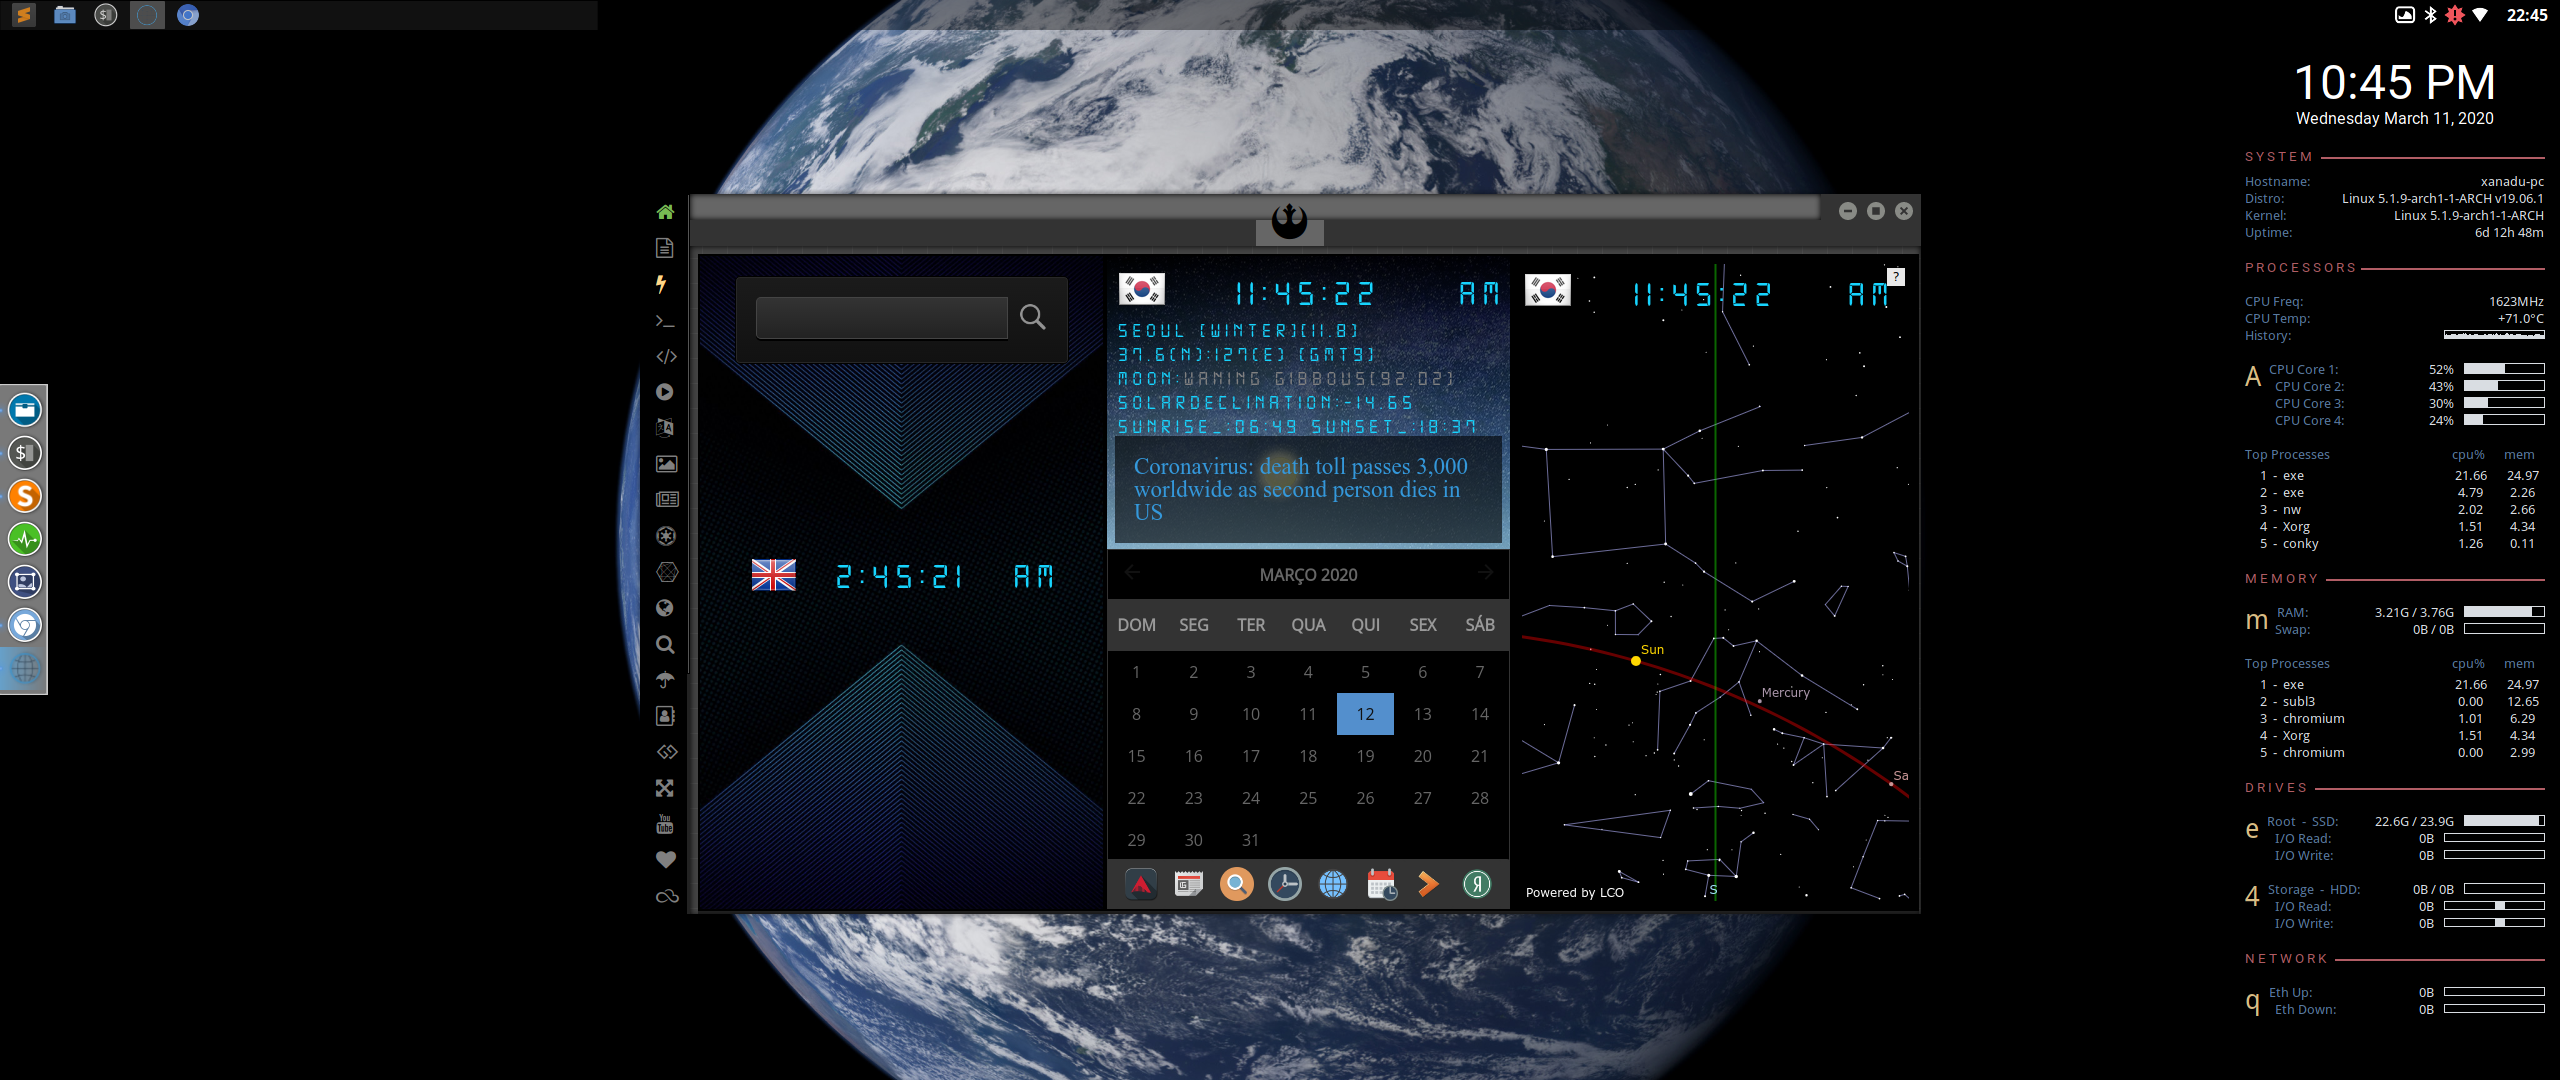 22:45
10:45 PM
Wednesday March 11, 2020
SYSTEM
Hostname: xanadu-pc
Distro: Linux 5.1.9-arch1-1-ARCH v19.06.1
Kernel: Linux 5.1.9-arch1-1-ARCH
Uptime: 6d 12h 48m
PROCESSORS
CPU Freq: 1623MHz
CPU Temp: +71.0°C
History:
A CPU Core 1: 52%
CPU Core 2: 43%
CPU Core 3: 30%
CPU Core 4: 24%
Top Processes cpu% mem
1 - exe 21.66 24.97
2 - exe 4.79 2.26
3 - nw 2.02 2.66
4 - Xorg 1.51 4.34
5 - conky 1.26 0.11
MEMORY
m RAM: 3.21G / 3.76G
Swap: 0B / 0B
Top Processes cpu% mem
1 - exe 21.66 24.97
2 - subl3 0.00 12.65
3 - chromium 1.01 6.29
4 - Xorg 1.51 4.34
5 - chromium 0.00 2.99
DRIVES
e Root - SSD: 22.6G / 23.9G
I/O Read: 0B
I/O Write: 0B
4 Storage - HDD: 0B / 0B
I/O Read: 0B
I/O Write: 0B
NETWORK
q Eth Up: 0B
Eth Down: 0B
You
Tube
2:45:21 AM
11:45:22 AM
SEOUL [WINTER][11.8]
37.6(N):127(E) [GMT9]
MOON:WANING GIBBOUS[92.02]
SOLARDECLINATION:-14.65
SUNRISE_:06:49 SUNSET_:18:37
Coronavirus: death toll passes 3,000
worldwide as second person dies in
US
MARÇO 2020
DOM SEG TER QUA QUI SEX SÁB
1 2 3 4 5 6 7
8 9 10 11 12 13 14
15 16 17 18 19 20 21
22 23 24 25 26 27 28
29 30 31
11:45:22 AM
?
Sun
Mercury
Sa
S
Powered by LCO